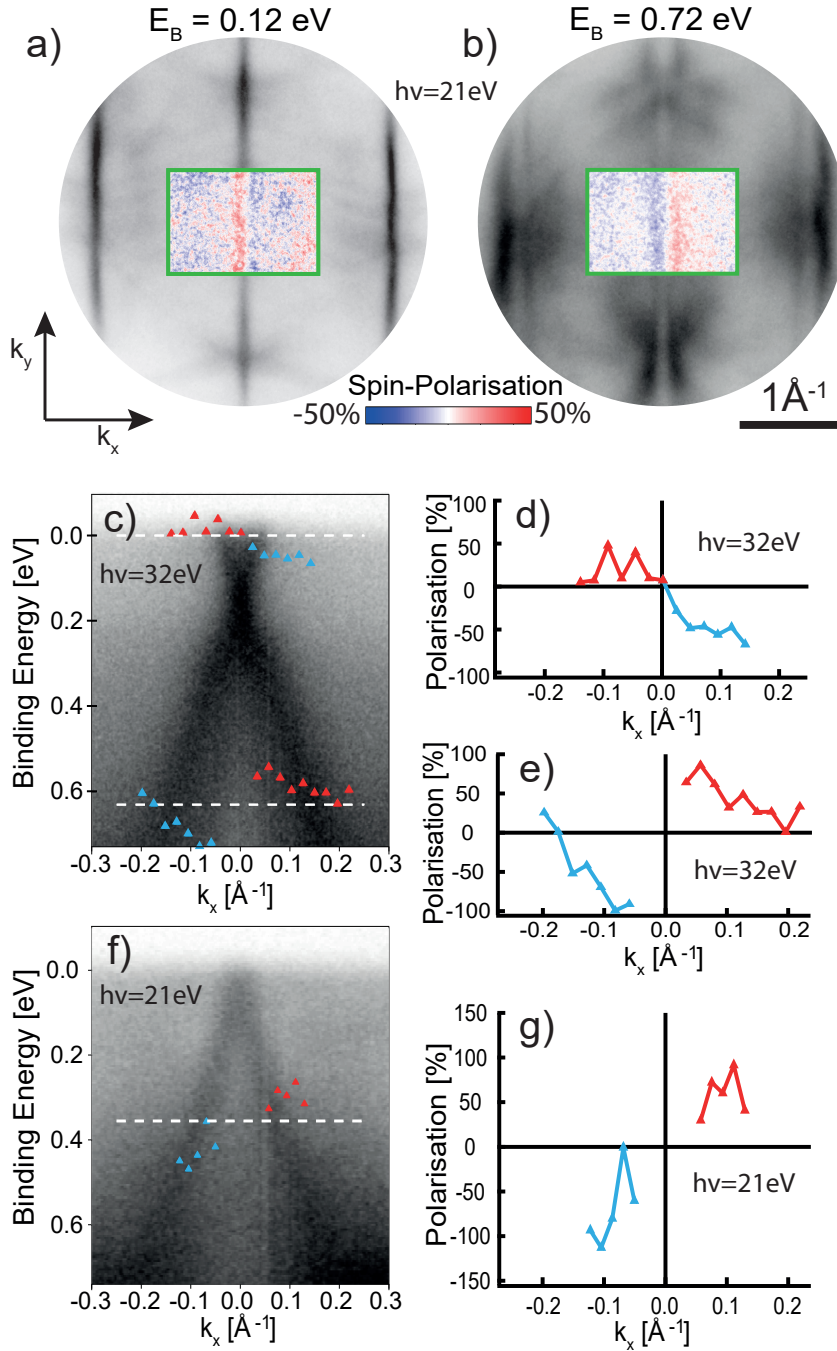 E_B = 0.12 eV
E_B = 0.72 eV
a)
b)
hν=21eV
k_y
k_x
Spin-Polarisation
-50%
50%
1Å⁻¹
c)
hν=32eV
Binding Energy [eV]
0.0
0.2
0.4
0.6
-0.3 -0.2 -0.1 0.0 0.1 0.2 0.3
k_x [Å⁻¹]
d)
hν=32eV
Polarisation [%]
100
50
0
-50
-100
-0.2 -0.1 0.0 0.1 0.2
k_x [Å⁻¹]
e)
hν=32eV
Polarisation [%]
100
50
0
-50
-100
-0.2 -0.1 0.0 0.1 0.2
k_x [Å⁻¹]
f)
hν=21eV
Binding Energy [eV]
0.0
0.2
0.4
0.6
-0.3 -0.2 -0.1 0.0 0.1 0.2 0.3
k_x [Å⁻¹]
g)
hν=21eV
Polarisation [%]
150
100
50
0
-50
-100
-150
-0.2 -0.1 0.0 0.1 0.2
k_x [Å⁻¹]